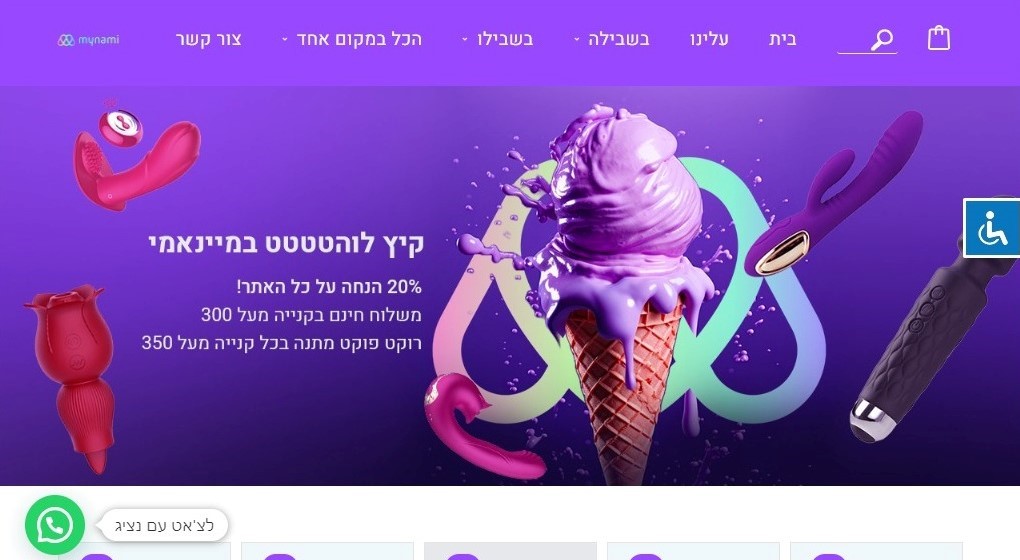 בית
עלינו
בשבילה
בשבילו
הכל במקום אחד
צור קשר
mynami
קיץ לוהטטטט במיינאמי
20% הנחה על כל האתר!
משלוח חינם בקנייה מעל 300
רוקט פוקט מתנה בכל קנייה מעל 350
לצ'אט עם נציג